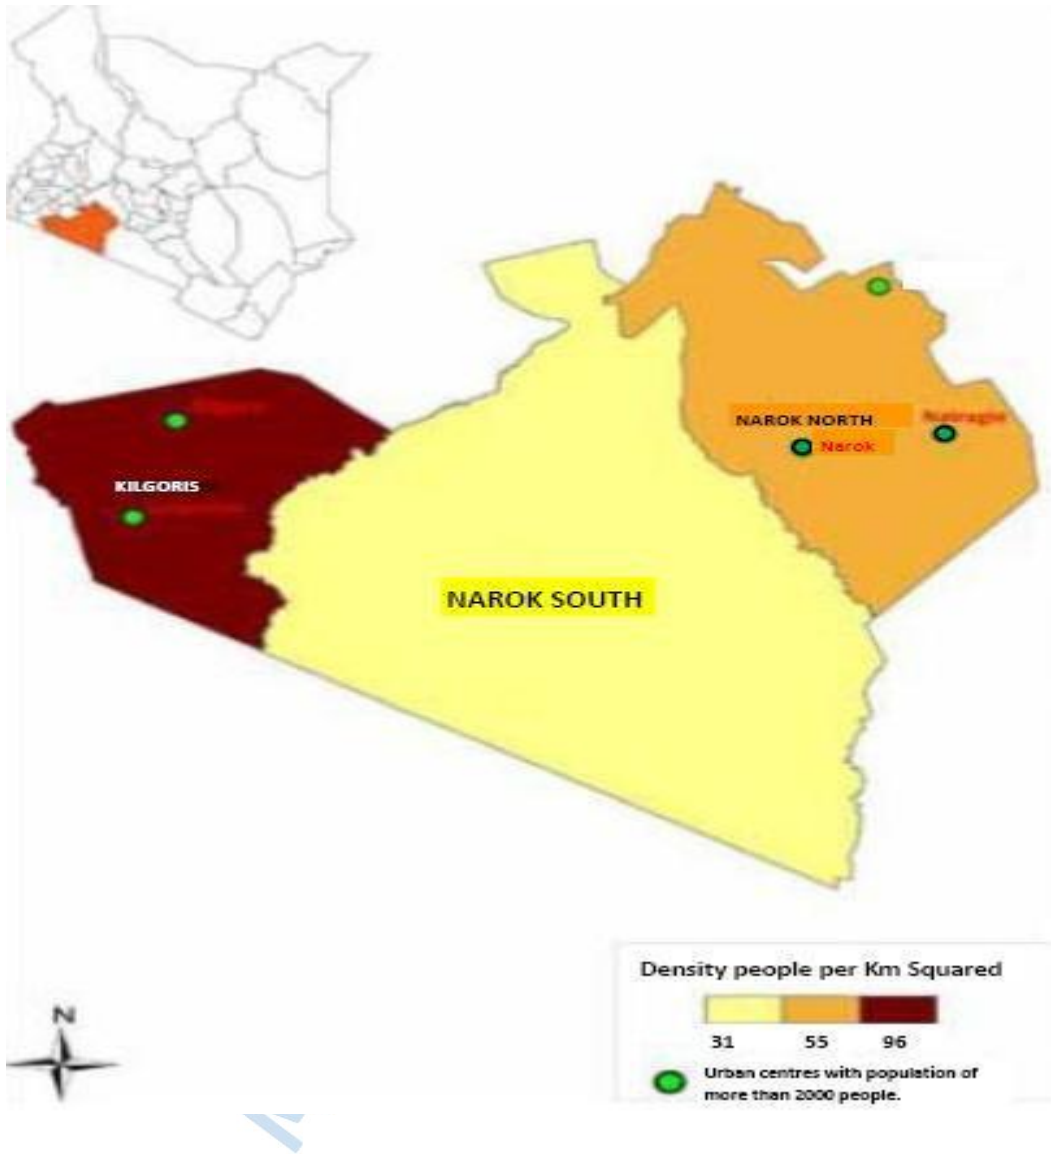 NAROK NORTH
Narok
KILGORIS
NAROK SOUTH
Density people per Km Squared
31 55 96
N
Urban centres with population of
more than 2000 people.